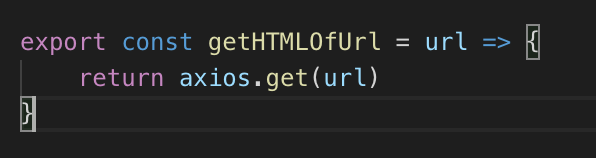 export const getHTMLOfUrl = url => {
    return axios.get(url)
}